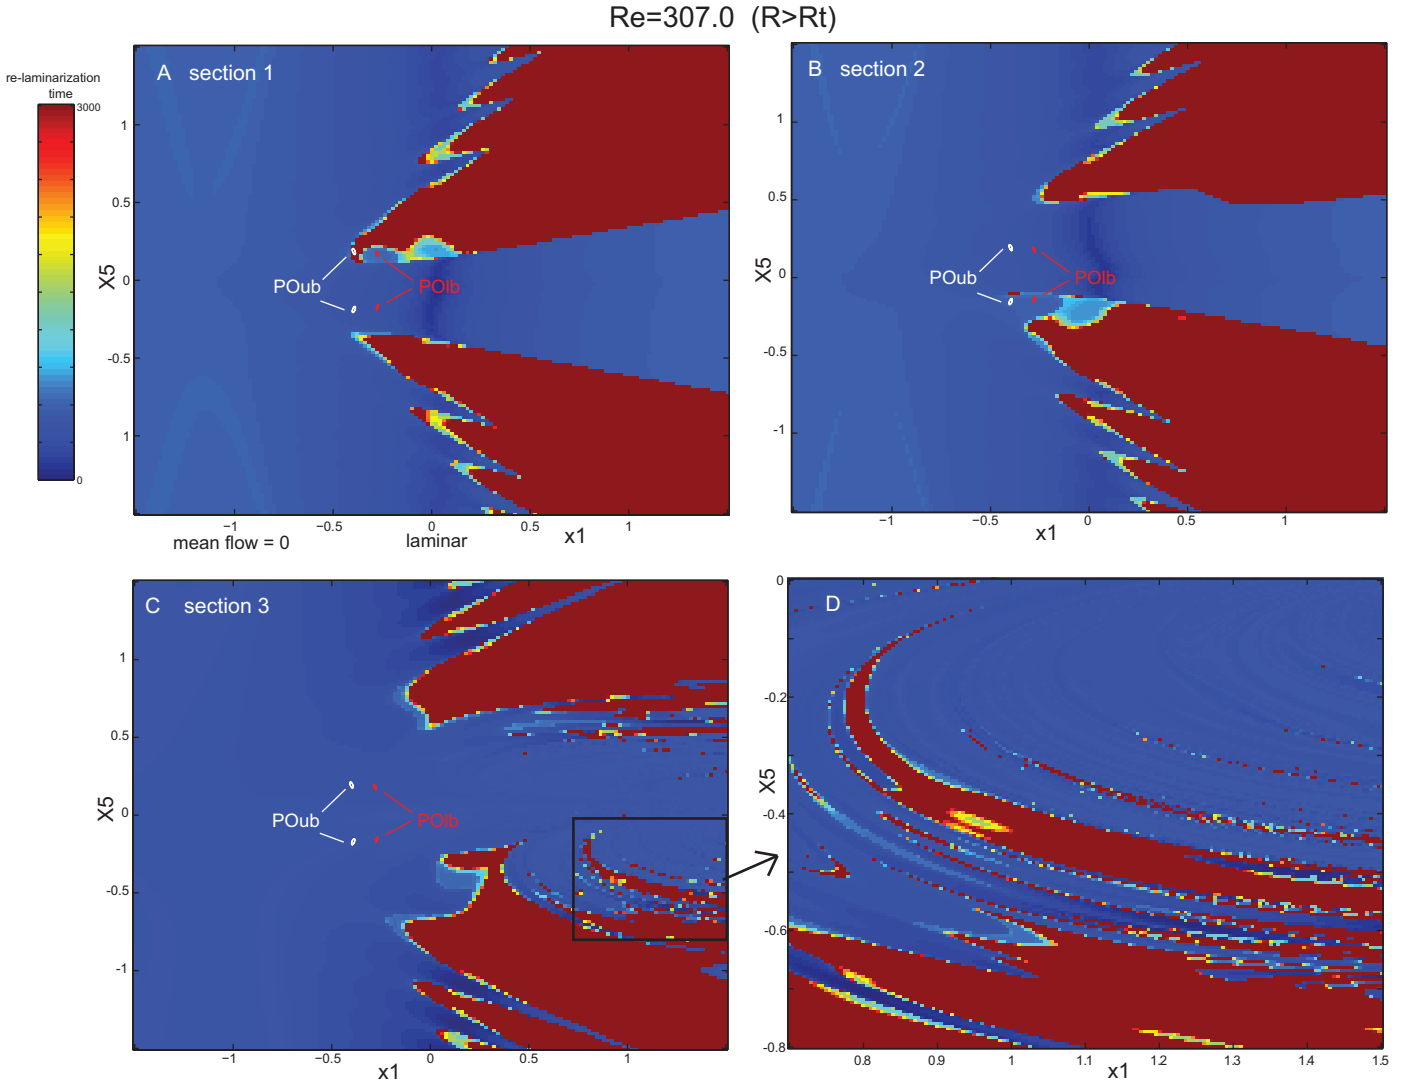 Re=307.0 (R>Rt)
re-laminarization
time
3000
0
A section 1
1
0.5
0
-0.5
1
X5
POub
POlb
−1
−0.5
0
0.5
1
x1
mean flow = 0
laminar
B section 2
1
0.5
0
-0.5
-1
X5
POub
POlb
−1
−0.5
0
0.5
1
x1
C section 3
1
0.5
0
-0.5
-1
X5
POub
POlb
−1
−0.5
0
0.5
1
x1
D
0
-0.2
-0.4
-0.6
-0.8
X5
0.8
0.9
1
1.1
1.2
1.3
1.4
1.5
x1